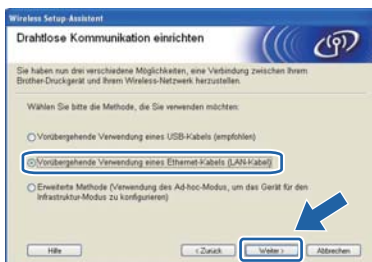 Wireless Setup-Assistent
Drahtlose Kommunikation einrichten
Sie haben nun drei verschiedene Möglichkeiten, eine Verbindung zwischen Ihrem
Brother-Druckgerät und Ihrem Wireless-Netzwerk herzustellen.
Wählen Sie bitte die Methode, die Sie verwenden möchten:
Vorübergehende Verwendung eines USB-Kabels (empfohlen)
Vorübergehende Verwendung eines Ethernet-Kabels (LAN-Kabel)
Erweiterte Methode (Verwendung des Ad-hoc-Modus, um das Gerät für den
Infrastruktur-Modus zu konfigurieren)
Hilfe
< Zurück
Weiter >
Abbrechen